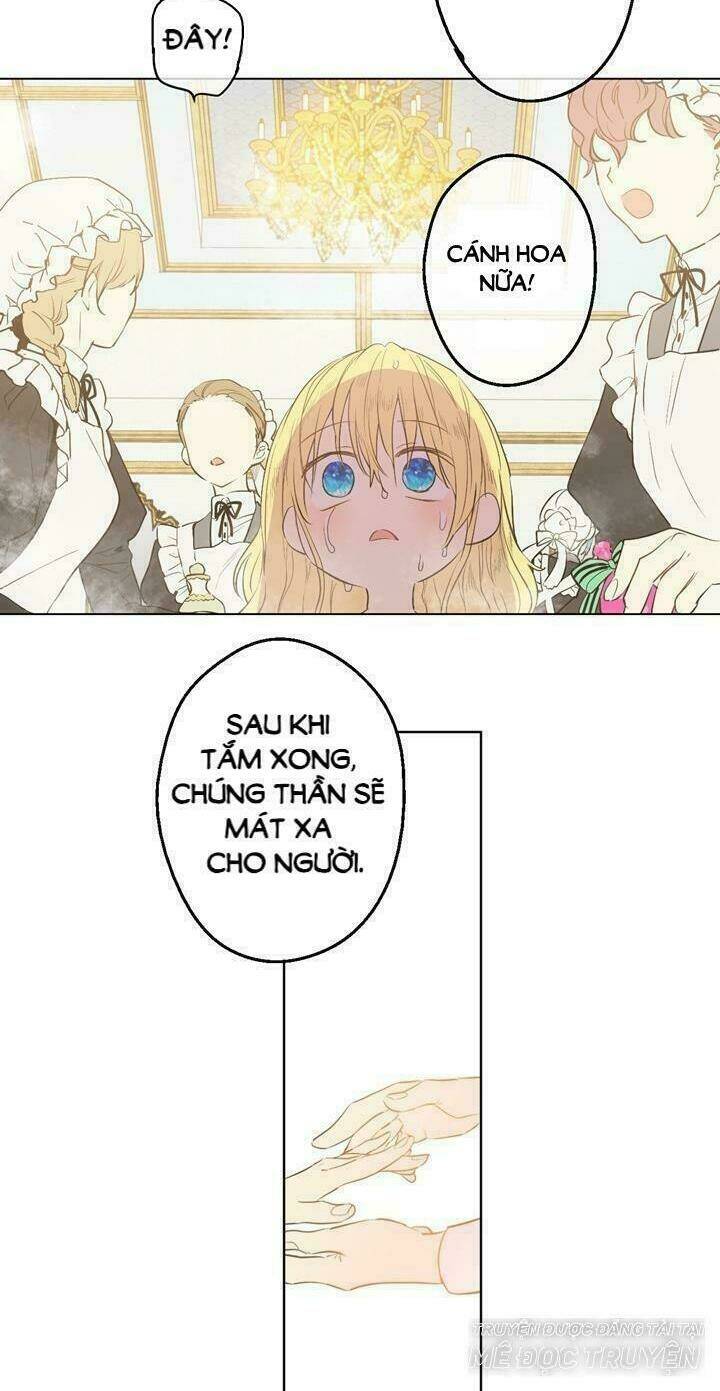 ĐÂY!
CÁNH HOA
NỮA!
SAU KHI
TẮM XONG,
CHÚNG THẦN SẼ
MÁT XA
CHO NGƯỜI.
TRUYỆN ĐƯỢC ĐĂNG TẢI TẠI
MÊ ĐỌC TRUYỆN